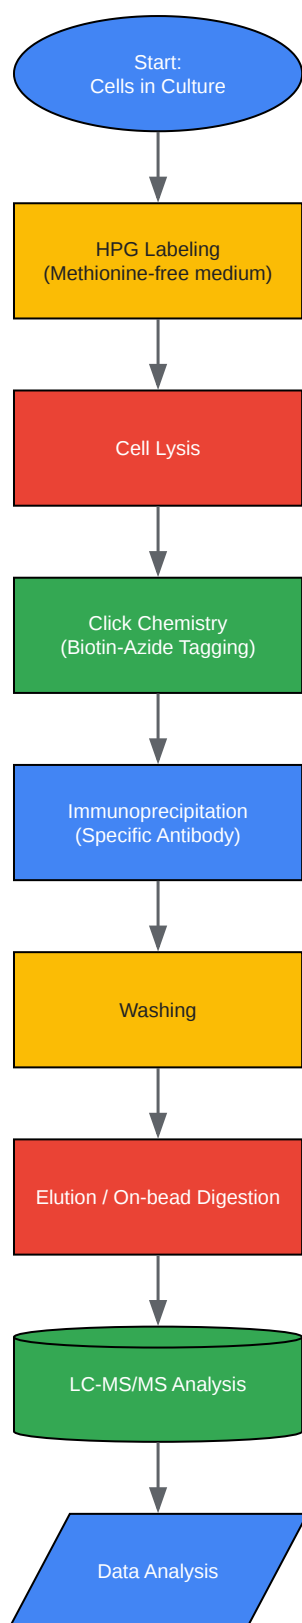 Start:
Cells in Culture
HPG Labeling
(Methionine-free medium)
Cell Lysis
Click Chemistry
(Biotin-Azide Tagging)
Immunoprecipitation
(Specific Antibody)
Washing
Elution / On-bead Digestion
LC-MS/MS Analysis
Data Analysis